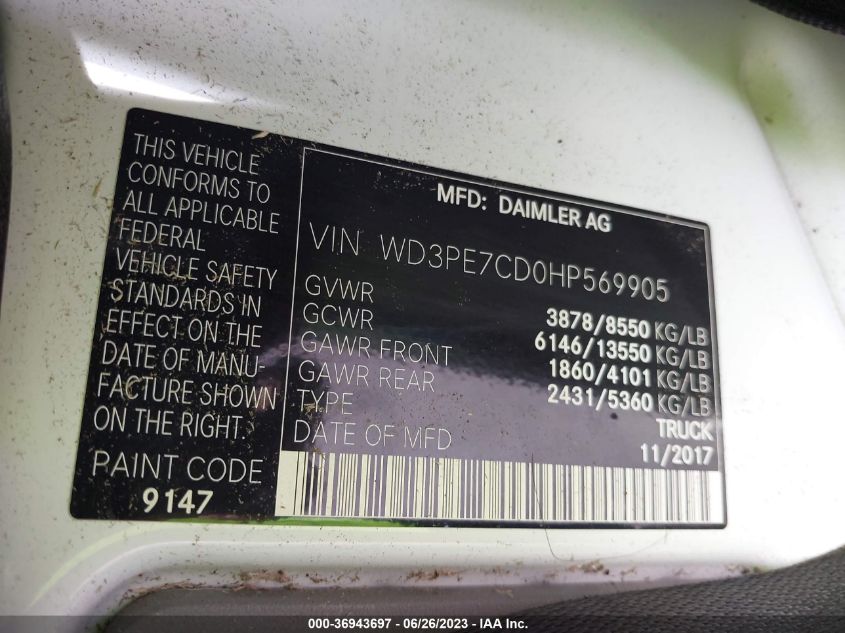 THIS VEHICLE
CONFORMS TO
ALL APPLICABLE
FEDERAL
VEHICLE SAFETY
STANDARDS IN
EFFECT ON THE
DATE OF MANU-
FACTURE SHOWN
ON THE RIGHT.
PAINT CODE
9147
MFD: DAIMLER AG
VIN WD3PE7CD0HP569905
GVWR 3878/8550 KG/LB
GCWR 6146/13550 KG/LB
GAWR FRONT 1860/4101 KG/LB
GAWR REAR 2431/5360 KG/LB
TYPE TRUCK
DATE OF MFD 11/2017
000-36943697 - 06/26/2023 - © IAA, Inc.